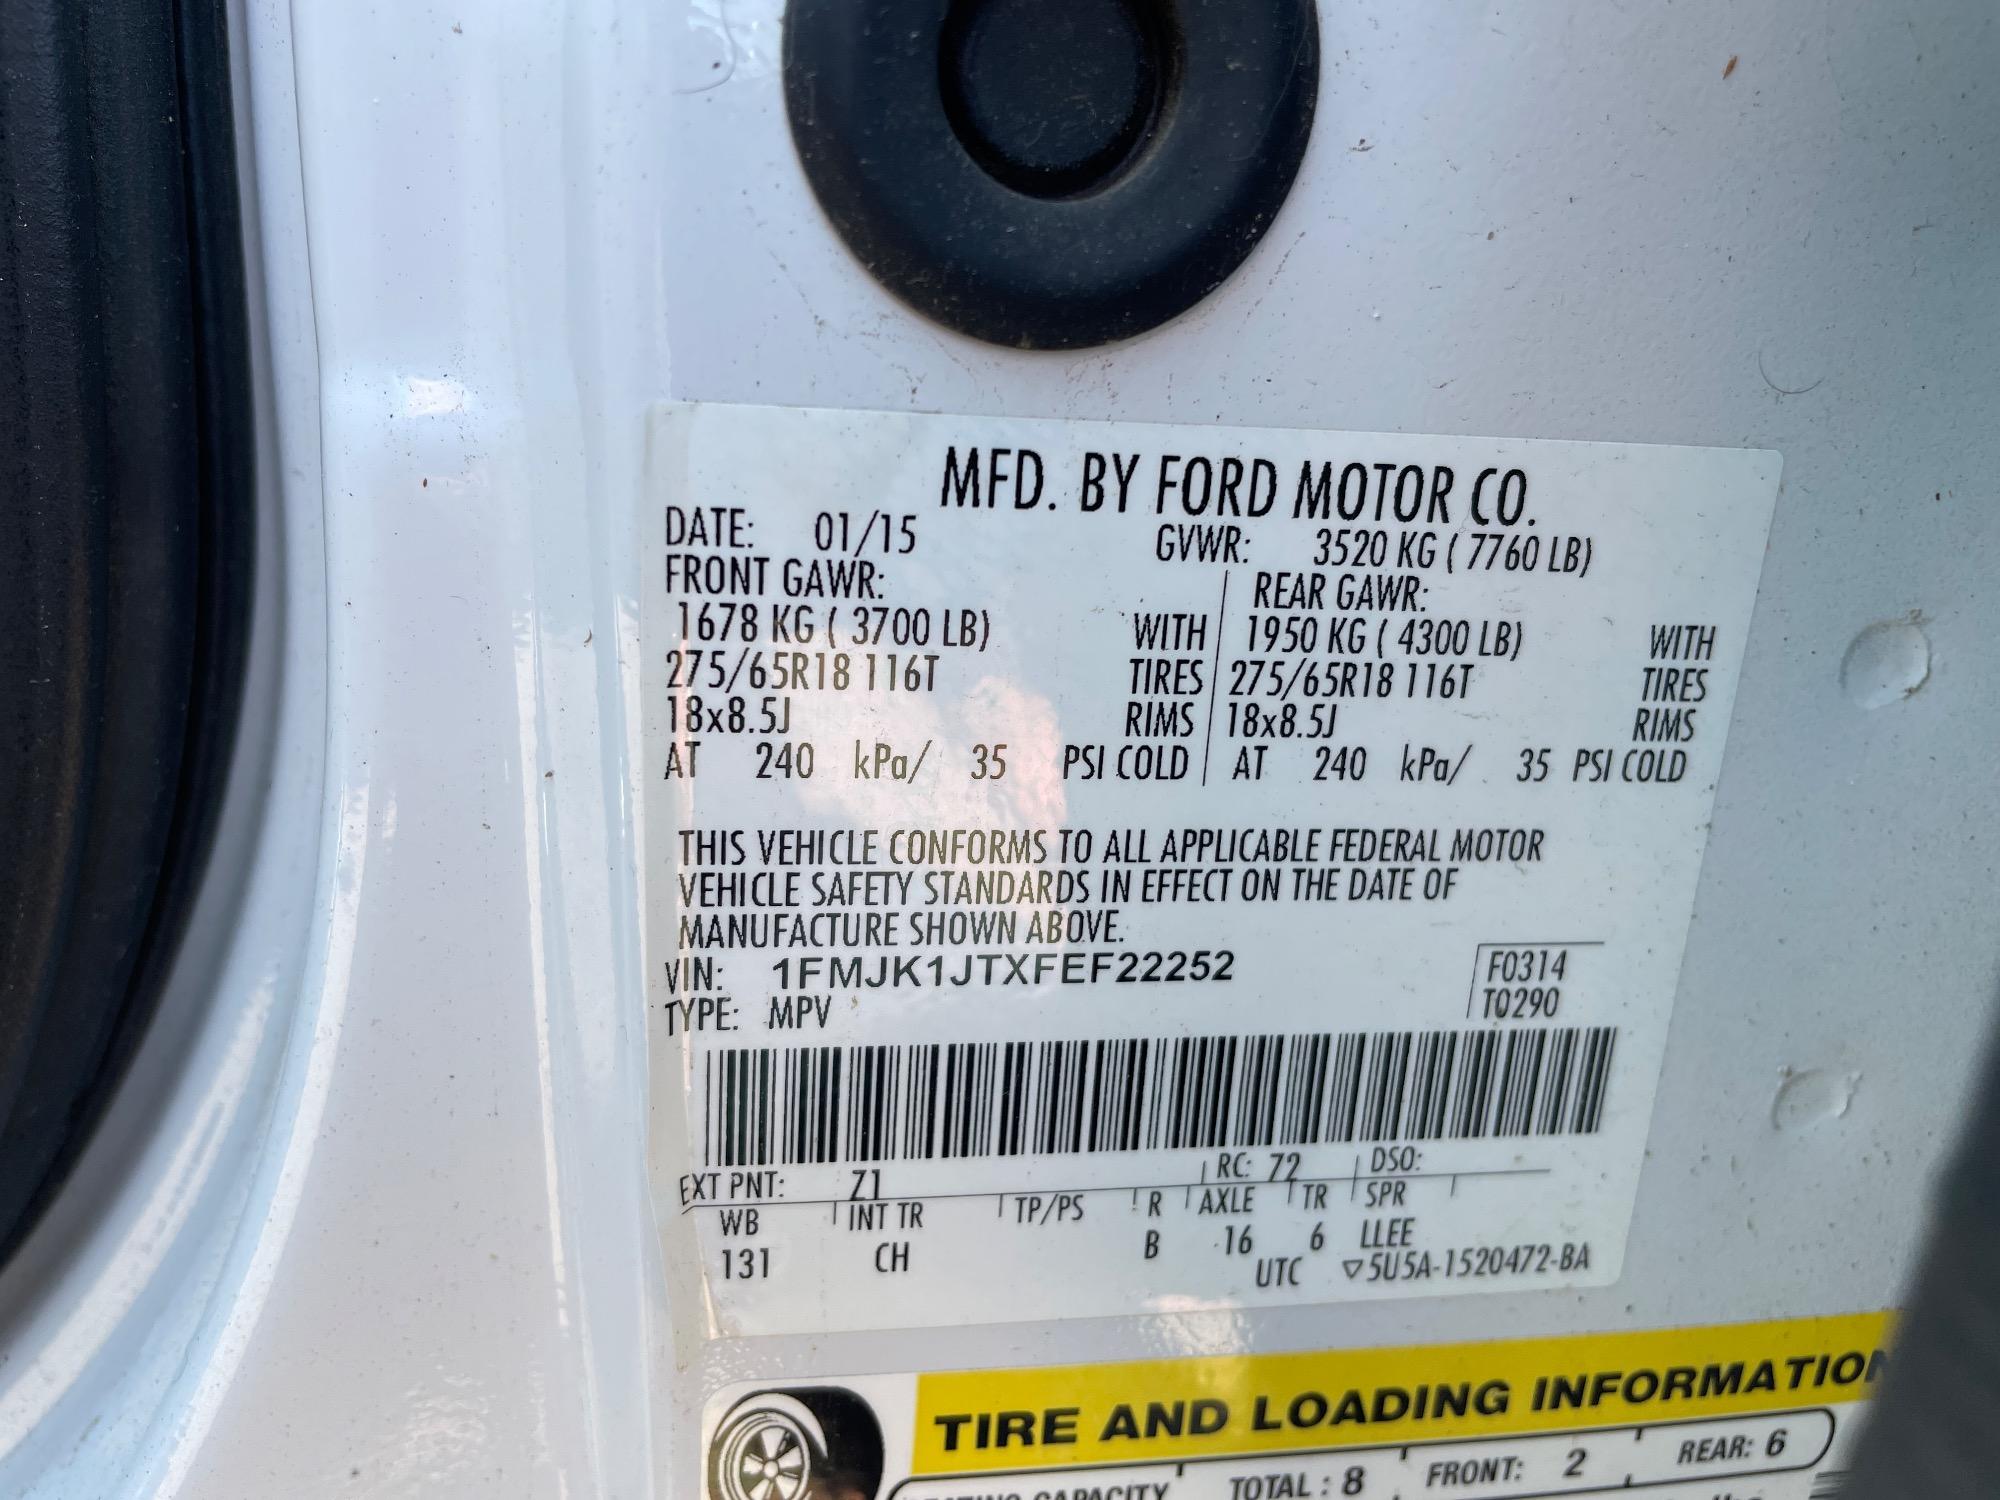 MFD. BY FORD MOTOR CO.
DATE: 01/15 GVWR: 3520 KG ( 7760 LB)
FRONT GAWR: REAR GAWR:
1678 KG ( 3700 LB) WITH 1950 KG ( 4300 LB) WITH
275/65R18 116T TIRES 275/65R18 116T TIRES
18x8.5J RIMS 18x8.5J RIMS
AT 240 kPa/ 35 PSI COLD AT 240 kPa/ 35 PSI COLD
THIS VEHICLE CONFORMS TO ALL APPLICABLE FEDERAL MOTOR
VEHICLE SAFETY STANDARDS IN EFFECT ON THE DATE OF
MANUFACTURE SHOWN ABOVE.
VIN: 1FMJK1JTXFEF22252 F0314
TYPE: MPV T0290
EXT PNT: Z1 RC: 72 DSO:
WB INT TR TP/PS R AXLE TR SPR
131 CH B 16 6 LLEE
UTC ▽5U5A-1520472-BA
TIRE AND LOADING INFORMATION
CAPACITY TOTAL : 8 FRONT: 2 REAR: 6